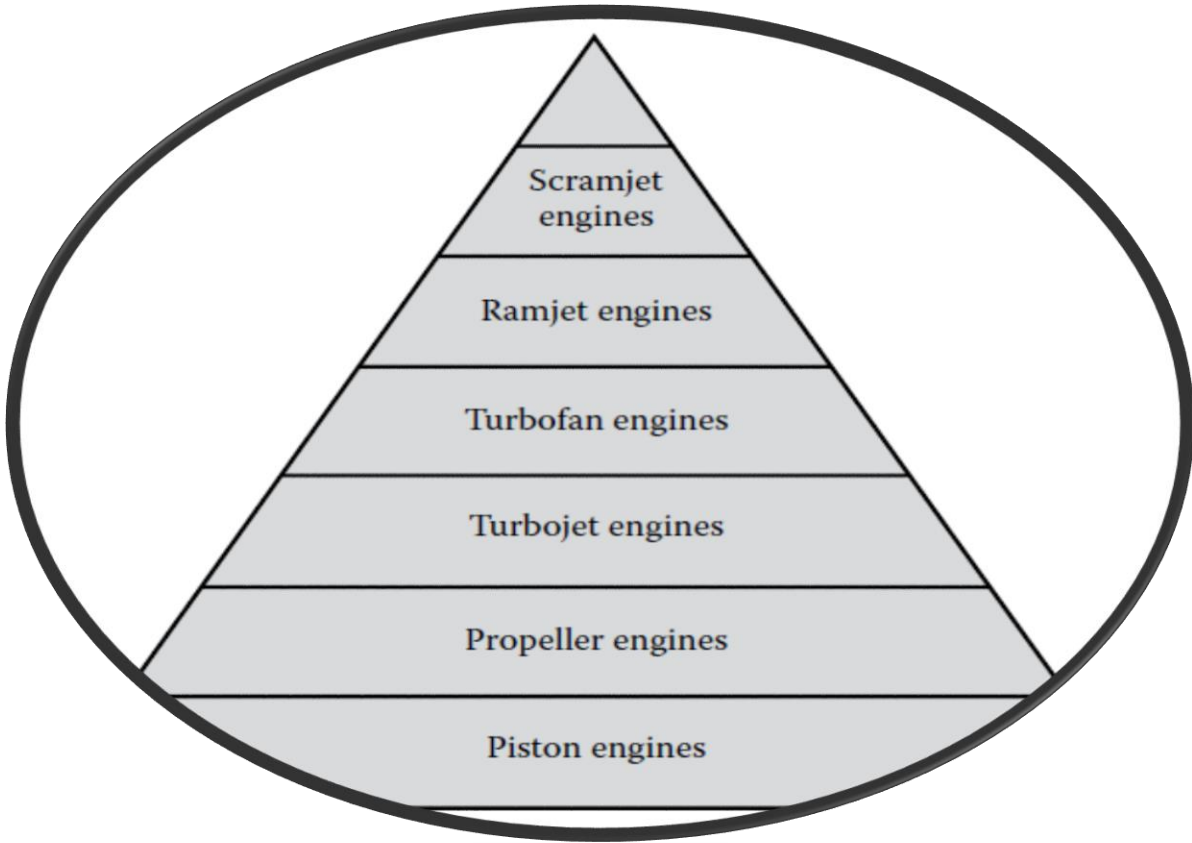 Scramjet
engines
Ramjet engines
Turbofan engines
Turbojet engines
Propeller engines
Piston engines